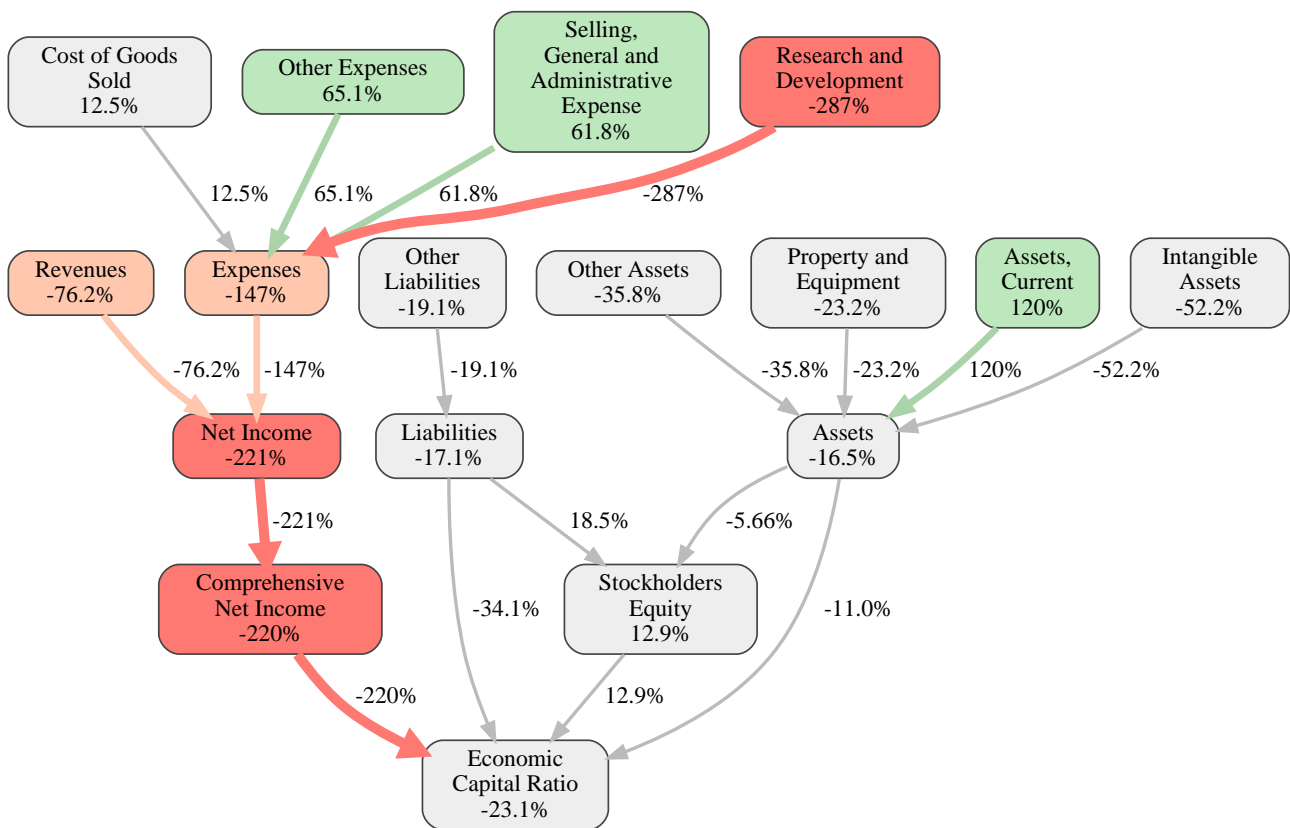 Cost of Goods
Sold
12.5%
Other Expenses
65.1%
Selling,
General and
Administrative
Expense
61.8%
Research and
Development
-287%
12.5%
65.1%
61.8%
-287%
Revenues
-76.2%
Expenses
-147%
Other
Liabilities
-19.1%
Other Assets
-35.8%
Property and
Equipment
-23.2%
Assets,
Current
120%
Intangible
Assets
-52.2%
-76.2%
-147%
-19.1%
-35.8%
-23.2%
120%
-52.2%
Net Income
-221%
Liabilities
-17.1%
Assets
-16.5%
-221%
18.5%
-5.66%
Comprehensive
Net Income
-220%
-34.1%
Stockholders
Equity
12.9%
-11.0%
-220%
12.9%
Economic
Capital Ratio
-23.1%